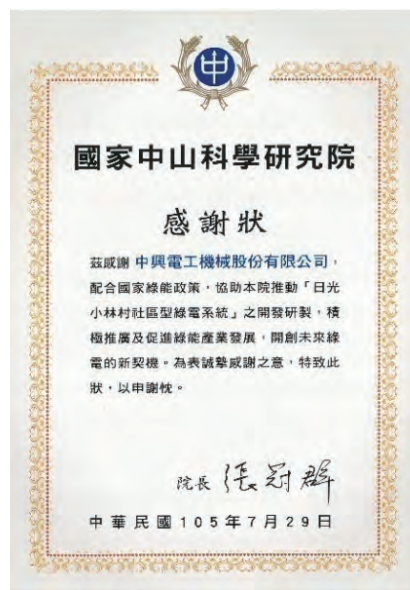 中
國家中山科學研究院
感謝狀
茲感謝 中興電工機械股份有限公司，
配合國家綠能政策，協助本院推動「日光
小林村社區型綠電系統」之開發研製，積
極推廣及促進綠能產業發展，開創未來綠
電的新契機。為表誠摯感謝之意，特致此
狀，以申謝忱。
院長 張冠群
中華民國105年7月29日